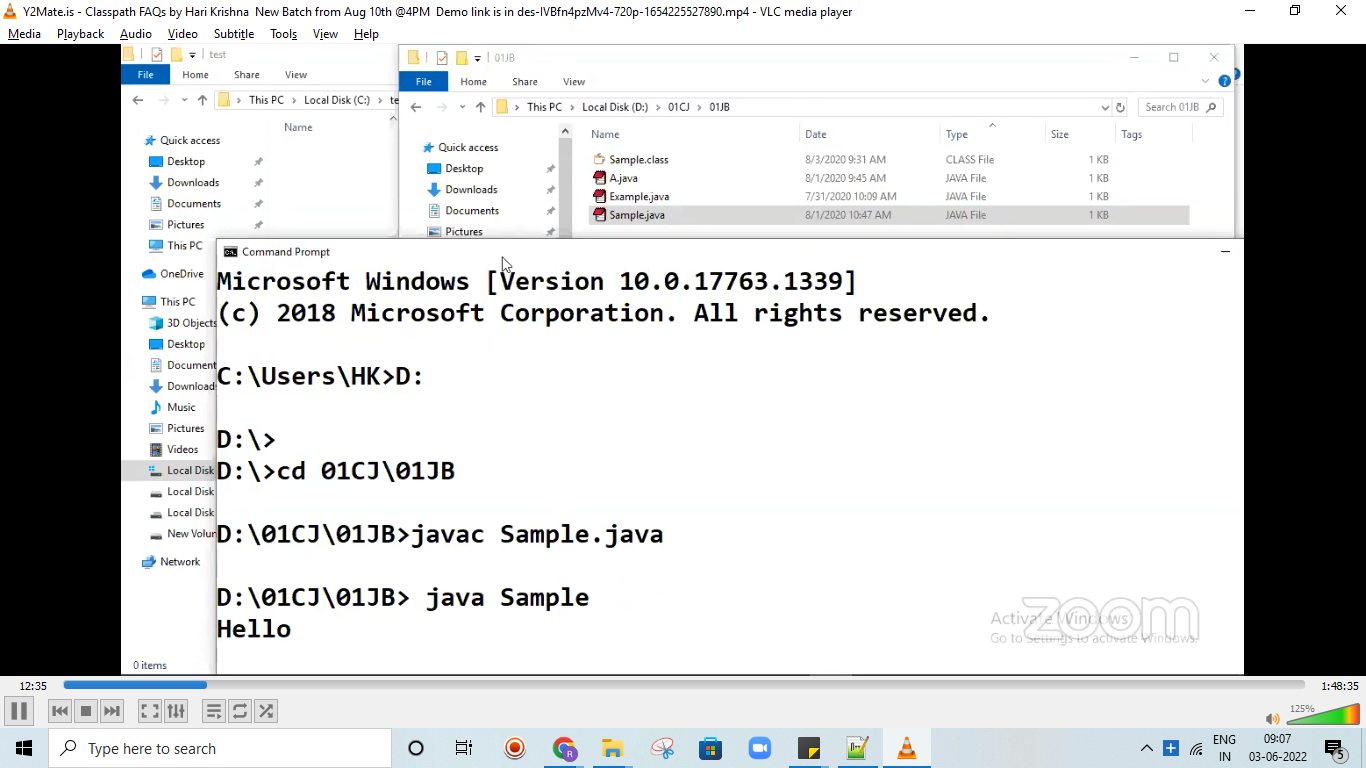 Y2Mate.is - Classpath FAQs by Hari Krishna  New Batch from Aug 10th @4PM  Demo link is in des-IVBfn4pzMv4-720p-1654225527890.mp4 - VLC media player
Media Playback Audio Video Subtitle Tools View Help
test
File Home Share View
This PC Local Disk (C:)
Name
Quick access
Desktop
Downloads
Documents
Pictures
This PC
OneDrive
This PC
3D Objects
Desktop
Document
Download
Music
Pictures
Videos
Local Disk
Local Disk
Local Disk
New Volu
Network
0 items
01JB
File Home Share View
This PC Local Disk (D:) 01CJ 01JB
Search 01JB
Quick access
Desktop
Downloads
Documents
Pictures
Name Date Type Size Tags
Sample.class 8/3/2020 9:31 AM CLASS File 1 KB
A.java 8/1/2020 9:45 AM JAVA File 1 KB
Example.java 7/31/2020 10:09 AM JAVA File 1 KB
Sample.java 8/1/2020 10:47 AM JAVA File 1 KB
Command Prompt
Microsoft Windows [Version 10.0.17763.1339]
(c) 2018 Microsoft Corporation. All rights reserved.
C:\Users\HK>D:
D:\>
D:\>cd 01CJ\01JB
D:\01CJ\01JB>javac Sample.java
D:\01CJ\01JB> java Sample
Hello
Activate Windows
Go to Settings to activate Windows.
zoom
12:35 1:48:35
125%
Type here to search
ENG
IN
09:07
03-06-2022
5